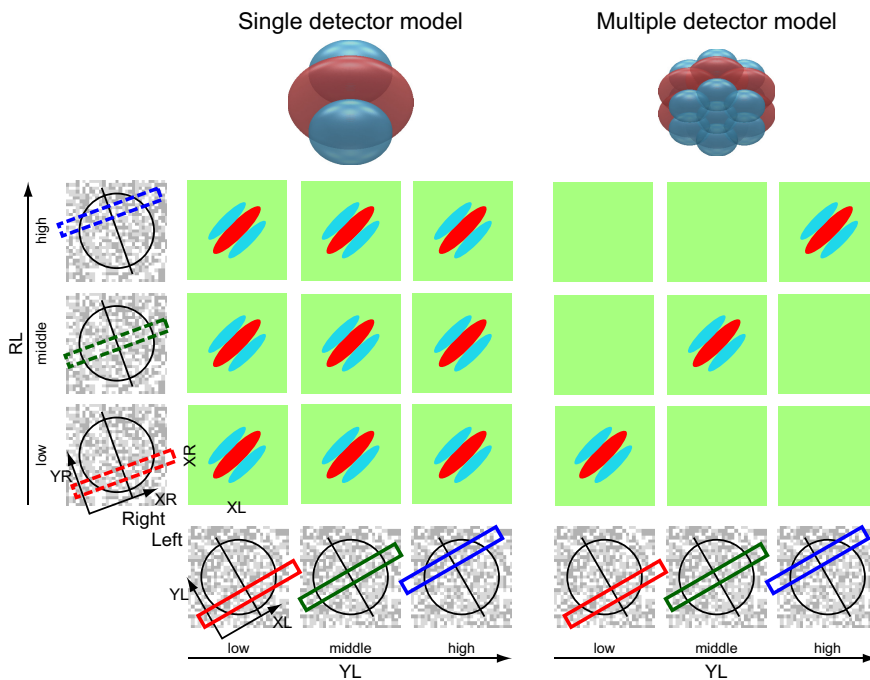 Single detector model
Multiple detector model
RL
high
middle
low
YR
XR
XR
Right
XL
Left
YL
XL
low
middle
high
YL
low
middle
high
YL